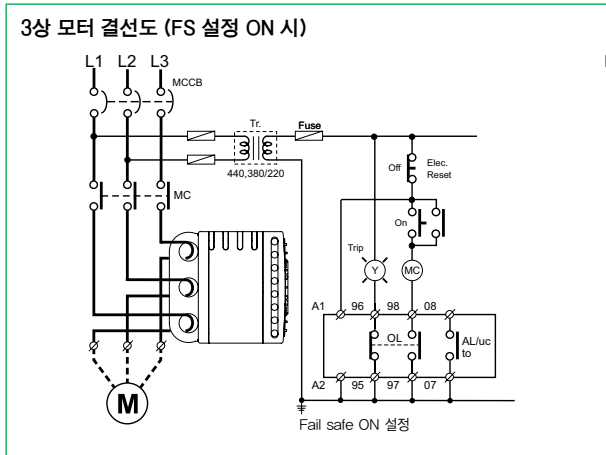 3상 모터 결선도 (FS 설정 ON 시)
L1 L2 L3
MCCB
Tr.
Fuse
440,380/220
Off
Elec.
Reset
MC
On
Trip
Y
MC
A1 96 98 08
OL
AL/uc
to
A2 95 97 07
M
Fail safe ON 설정